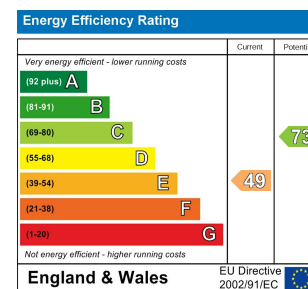 Energy Efficiency Rating
Current Potenti
Very energy efficient - lower running costs
(92 plus) A
(81-91) B
(69-80) C
73
(55-68) D
(39-54) E
49
(21-38) F
(1-20) G
Not energy efficient - higher running costs
England & Wales
EU Directive
2002/91/EC